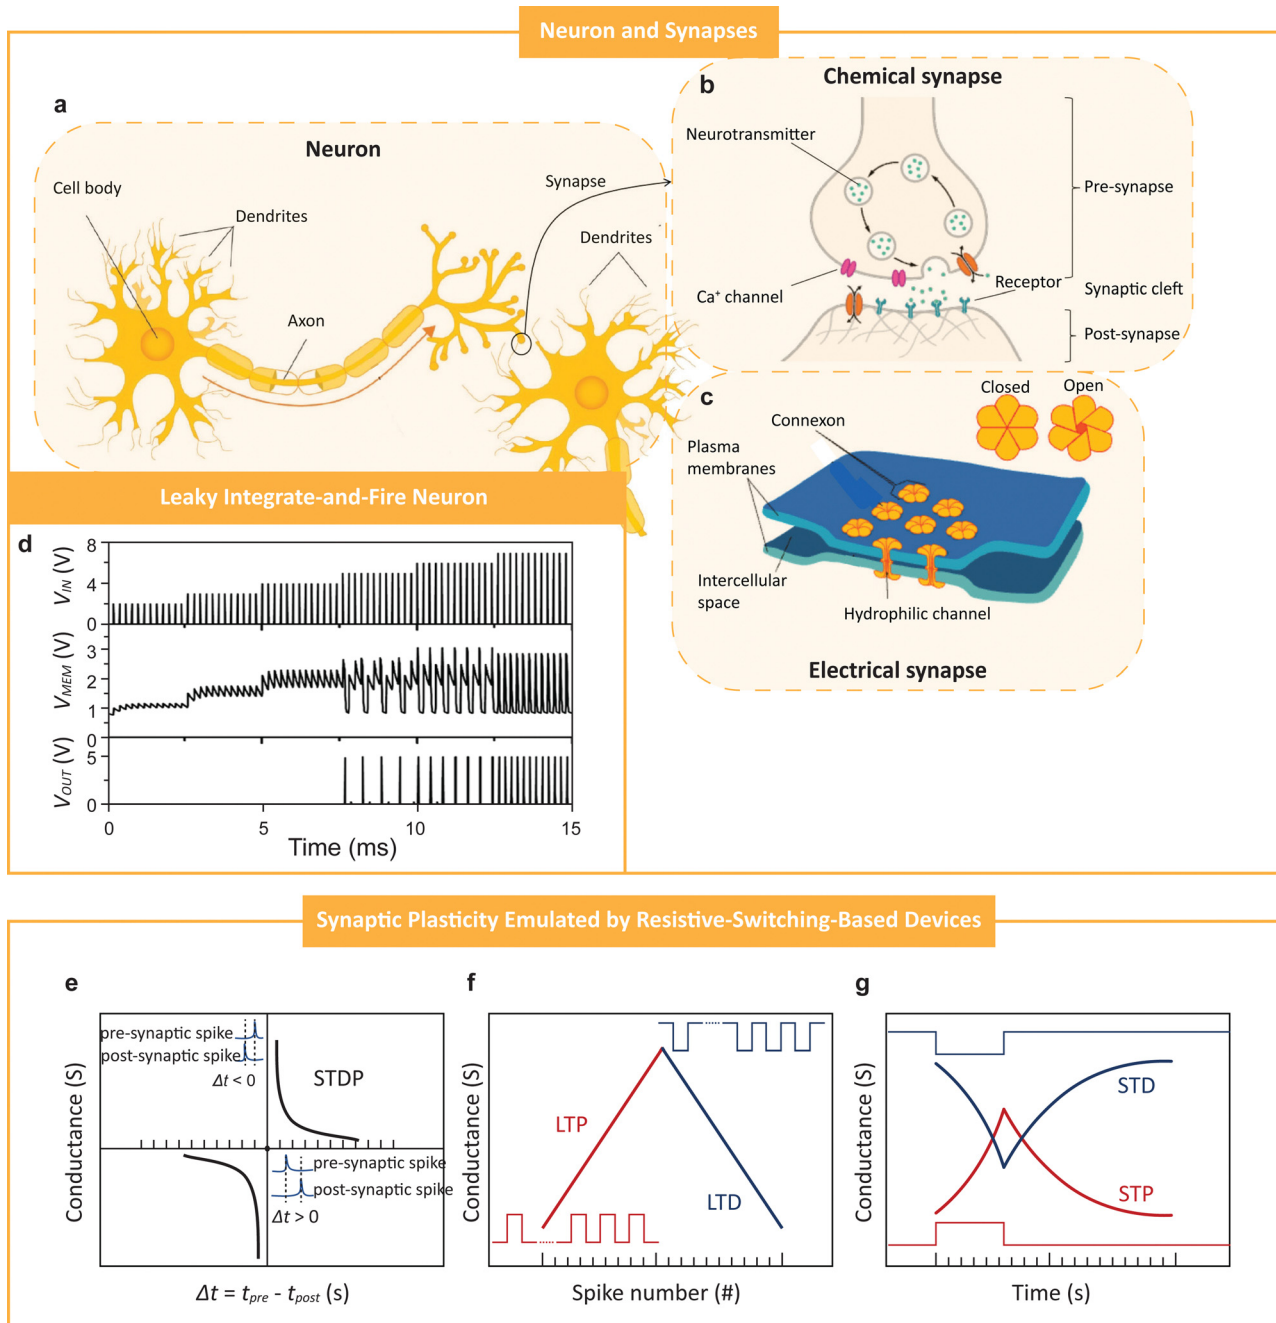 Neuron and Synapses
a
Neuron
Cell body
Dendrites
Axon
Synapse
Dendrites
b
Chemical synapse
Neurotransmitter
Pre-synapse
Ca⁺ channel
Receptor
Synaptic cleft
Post-synapse
c
Closed
Open
Connexon
Plasma
membranes
Intercellular
space
Hydrophilic channel
Electrical synapse
Leaky Integrate-and-Fire Neuron
d
V_IN (V)
8
4
0
V_MEM (V)
3
2
1
0
V_OUT (V)
5
0
0 5 10 15
Time (ms)
Synaptic Plasticity Emulated by Resistive-Switching-Based Devices
e
Conductance (S)
pre-synaptic spike
post-synaptic spike
Δt < 0
STDP
pre-synaptic spike
post-synaptic spike
Δt > 0
Δt = t_pre - t_post (s)
f
Conductance (S)
LTP
LTD
Spike number (#)
g
Conductance (S)
STD
STP
Time (s)